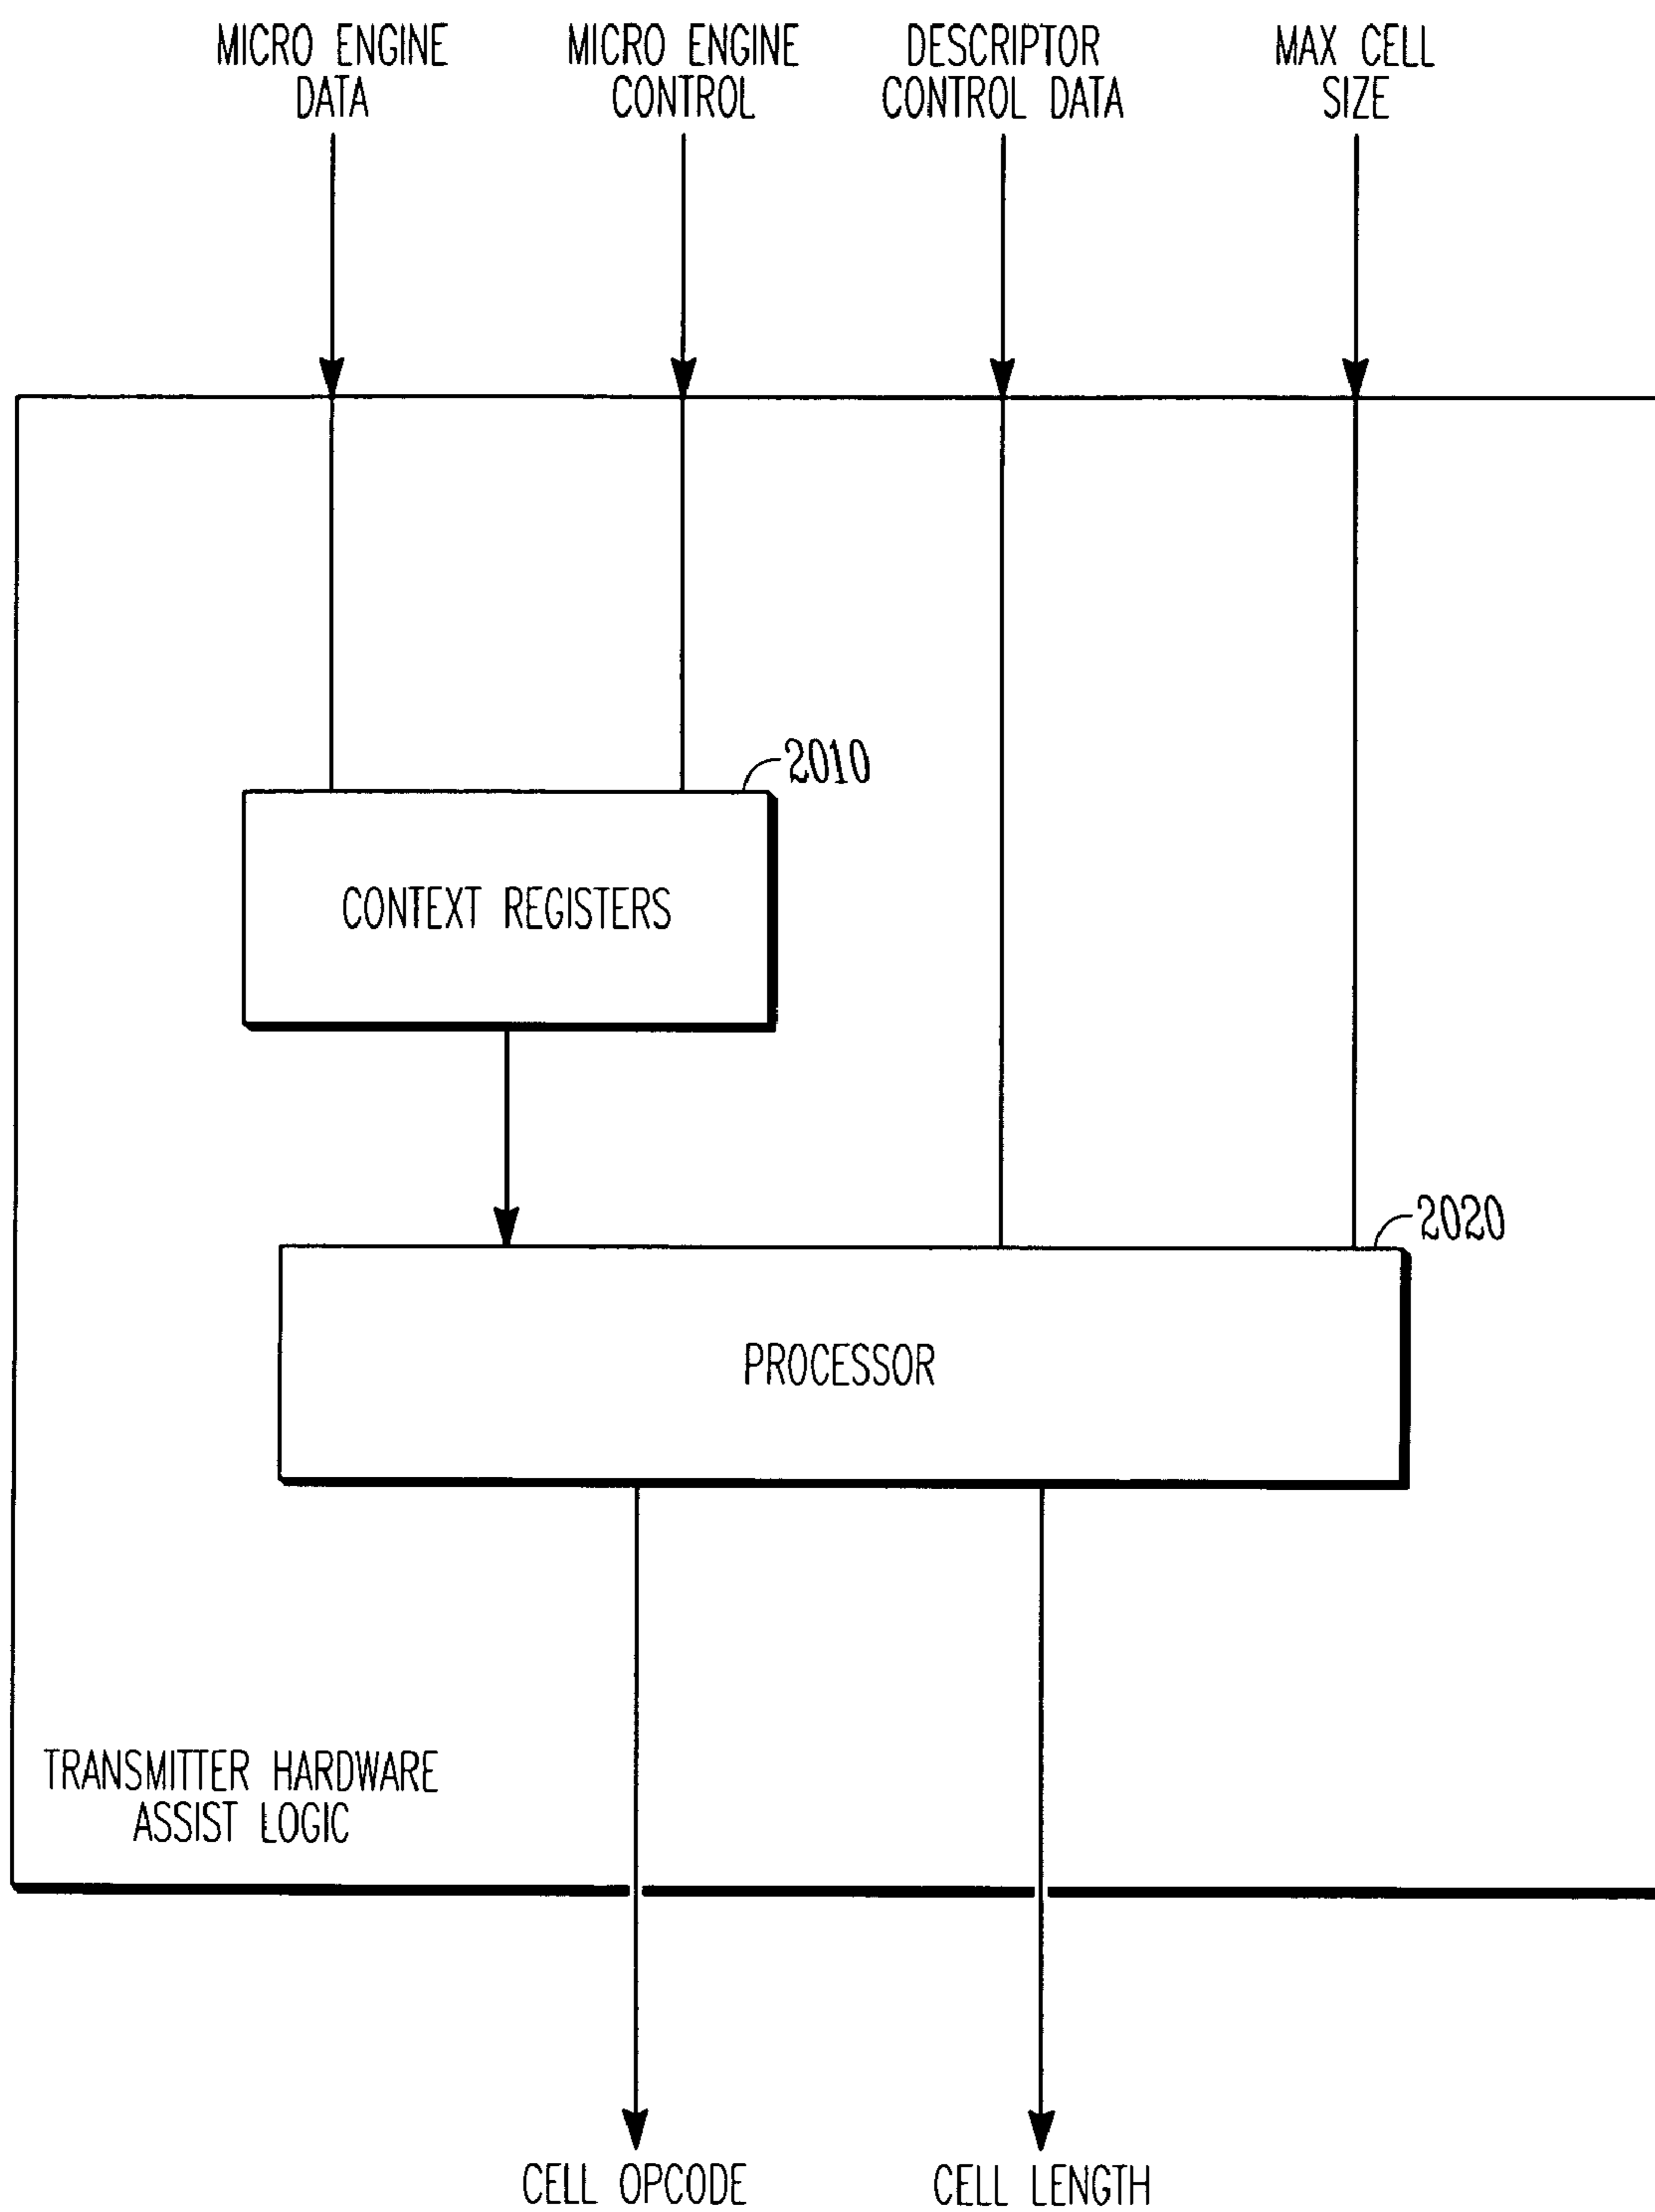 MICRO ENGINE
DATA
MICRO ENGINE
CONTROL
DESCRIPTOR
CONTROL DATA
MAX CELL
SIZE
2010
CONTEXT REGISTERS
2020
PROCESSOR
TRANSMITTER HARDWARE
ASSIST LOGIC
CELL OPCODE
CELL LENGTH